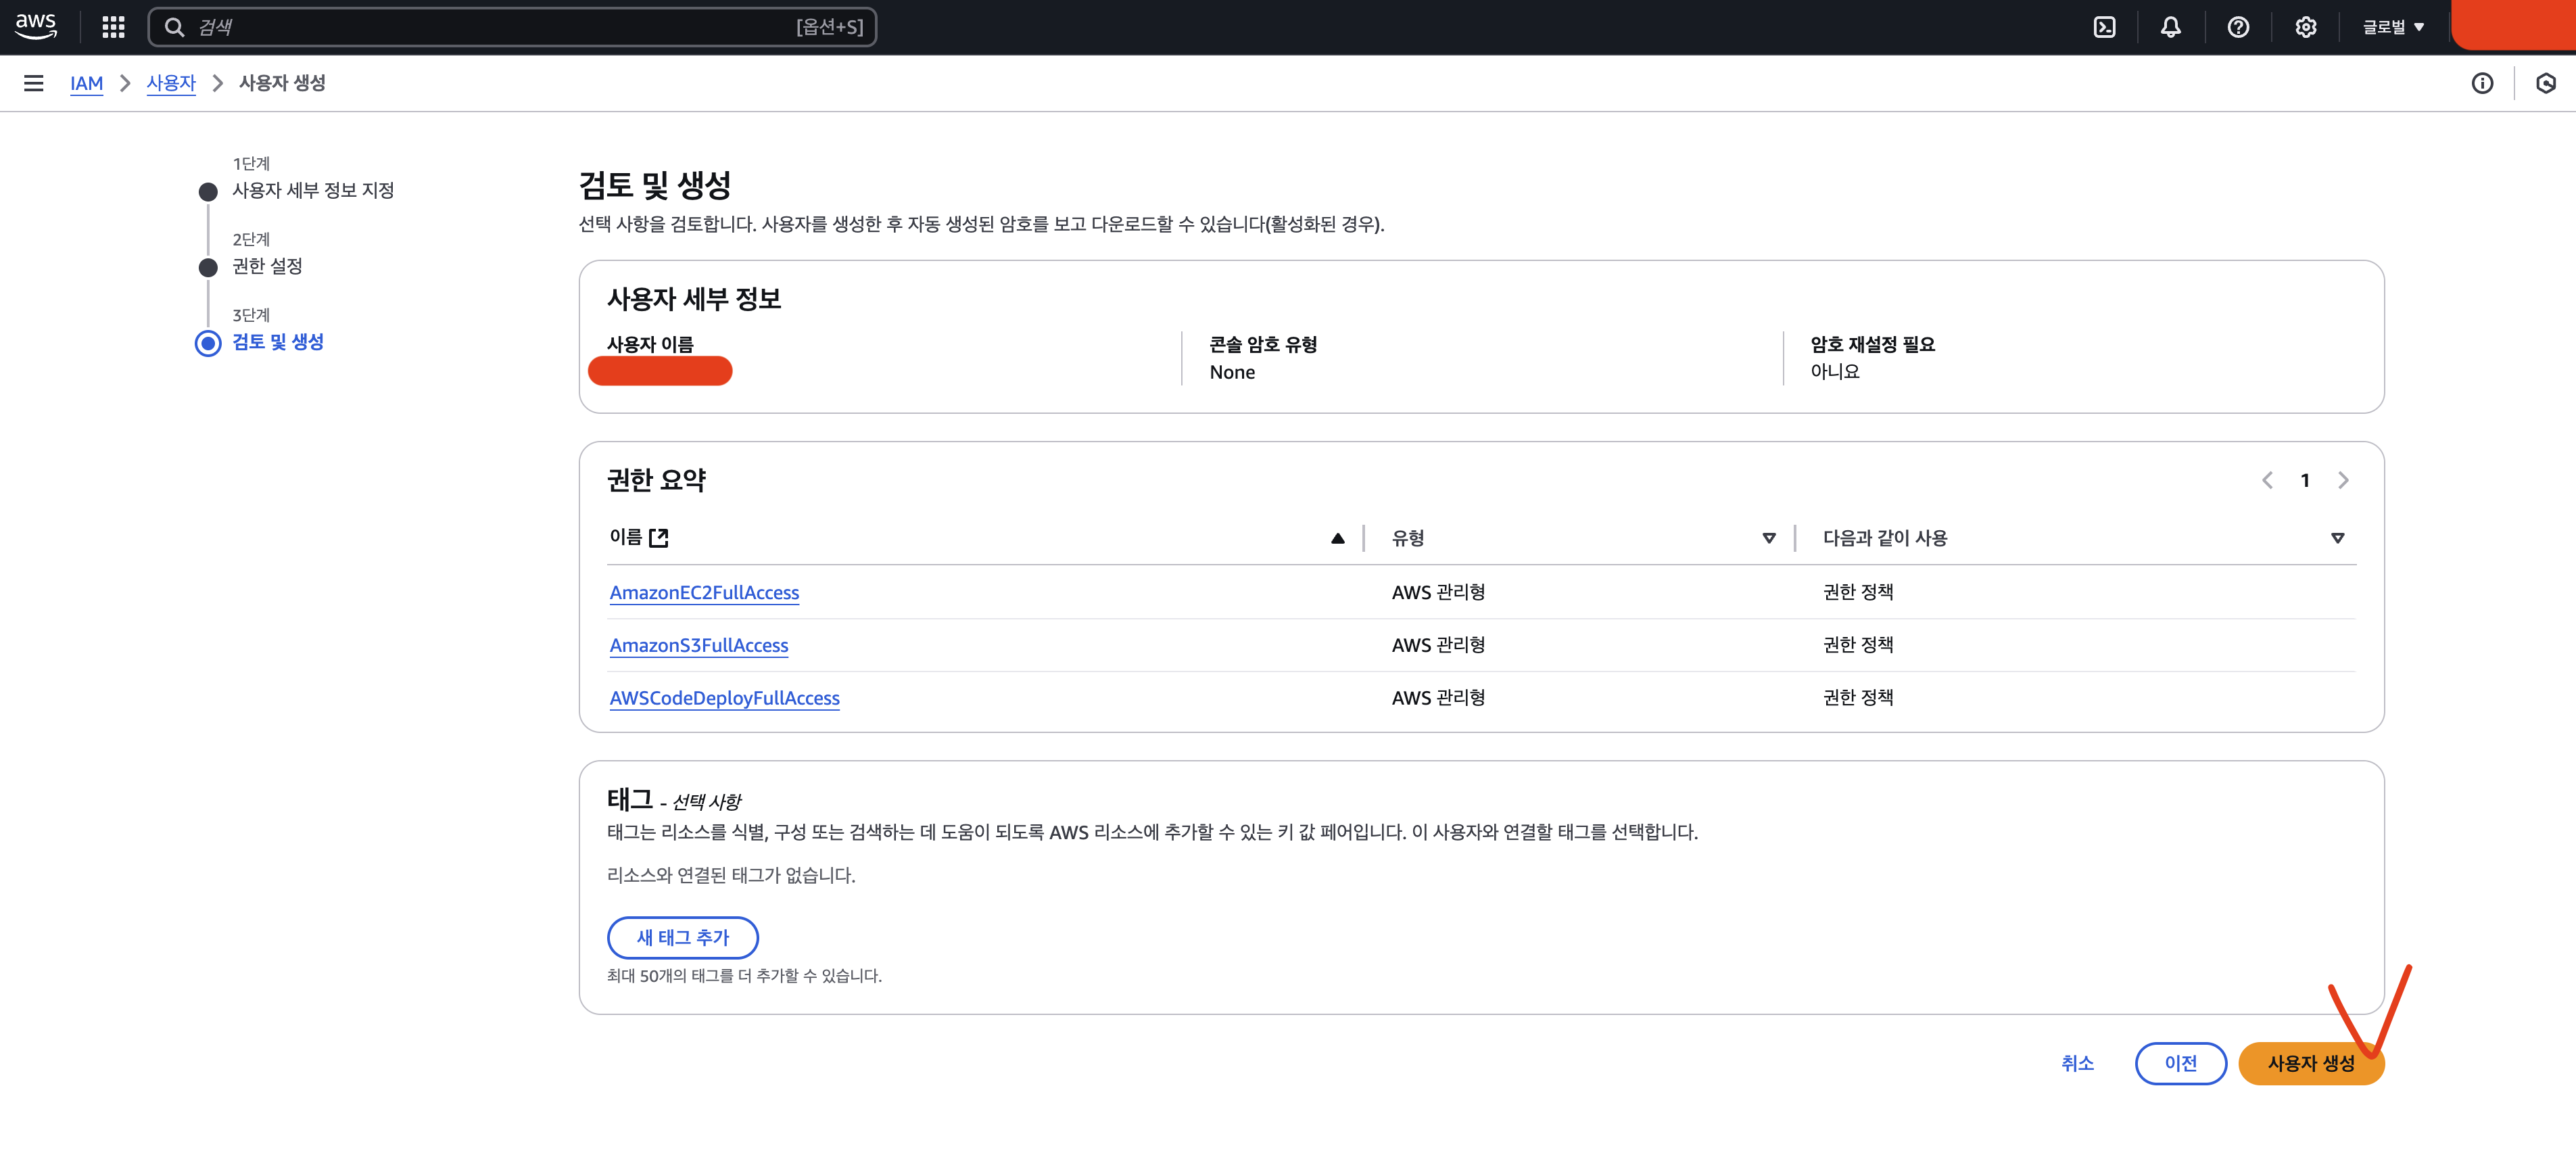 aws
검색
[옵션+S]
글로벌
IAM
사용자
사용자 생성
1단계
사용자 세부 정보 지정
2단계
권한 설정
3단계
검토 및 생성
검토 및 생성
선택 사항을 검토합니다. 사용자를 생성한 후 자동 생성된 암호를 보고 다운로드할 수 있습니다(활성화된 경우).
사용자 세부 정보
사용자 이름
콘솔 암호 유형
None
암호 재설정 필요
아니요
권한 요약
1
이름 유형 다음과 같이 사용
AmazonEC2FullAccess AWS 관리형 권한 정책
AmazonS3FullAccess AWS 관리형 권한 정책
AWSCodeDeployFullAccess AWS 관리형 권한 정책
태그 - 선택 사항
태그는 리소스를 식별, 구성 또는 검색하는 데 도움이 되도록 AWS 리소스에 추가할 수 있는 키 값 페어입니다. 이 사용자와 연결할 태그를 선택합니다.
리소스와 연결된 태그가 없습니다.
새 태그 추가
최대 50개의 태그를 더 추가할 수 있습니다.
취소
이전
사용자 생성